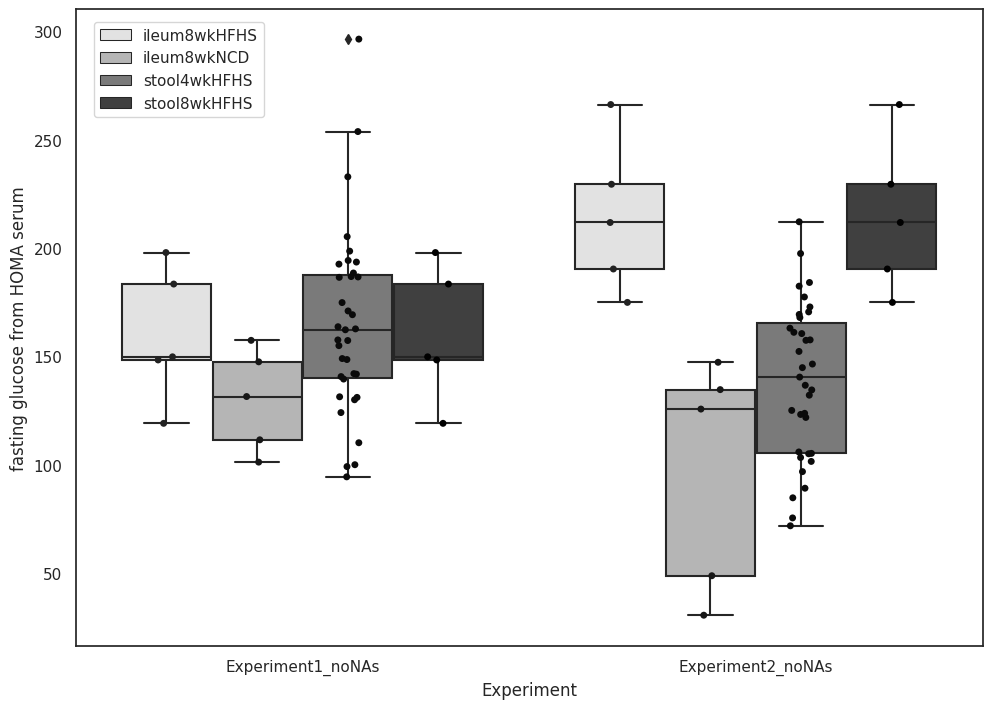 300
250
200
150
100
50
fasting glucose from HOMA serum
ileum8wkHFHS
ileum8wkNCD
stool4wkHFHS
stool8wkHFHS
Experiment1_noNAs
Experiment2_noNAs
Experiment